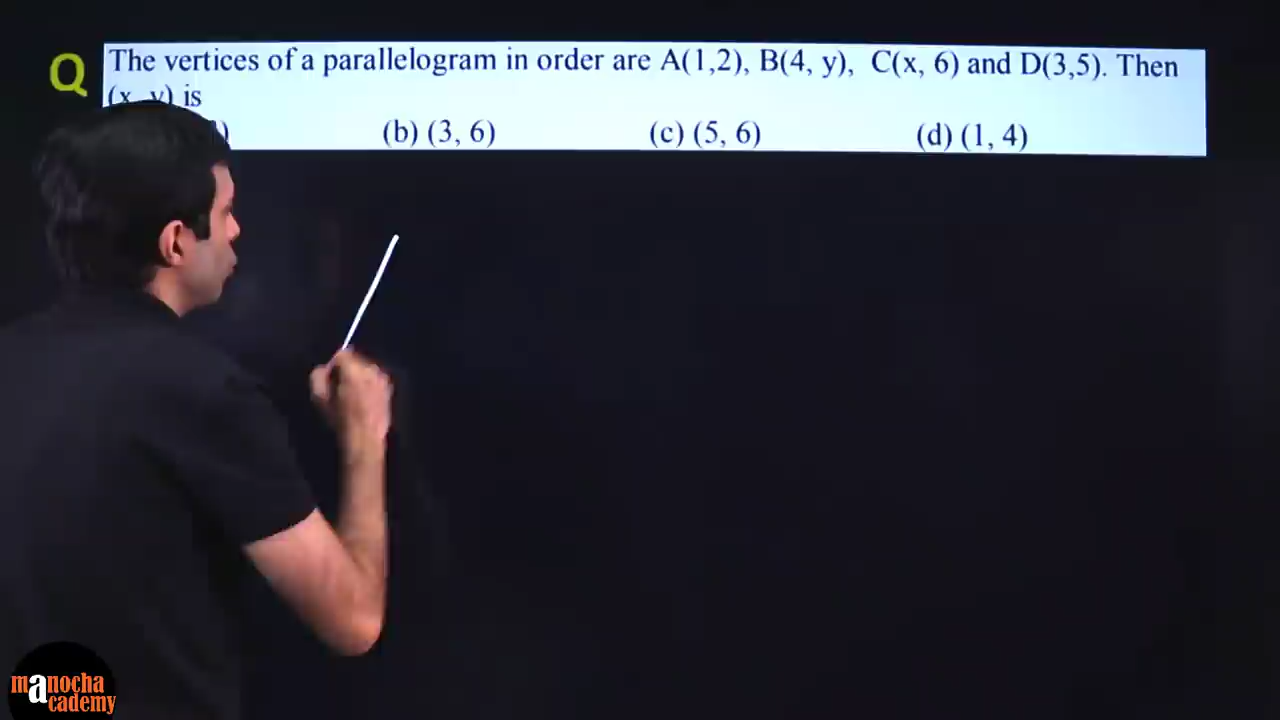 Q The vertices of a parallelogram in order are A(1,2), B(4, y), C(x, 6) and D(3,5). Then
(x, y) is
(b) (3, 6) (c) (5, 6) (d) (1, 4)
manocha
academy